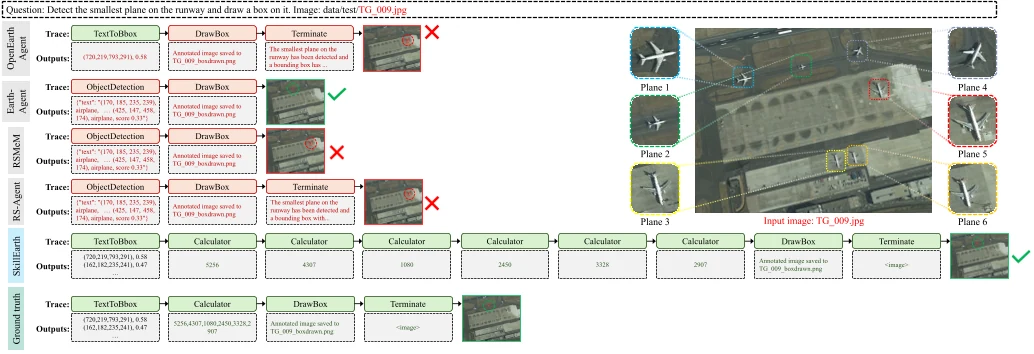 Question: Detect the smallest plane on the runway and draw a box on it. Image: data/test/TG_009.jpg
OpenEarth
Agent
Trace:
TextToBbox
DrawBox
Terminate
Outputs:
(720,219,793,291), 0.58
Annotated image saved to
TG_009_boxdrawn.png
The smallest plane on the
runway has been detected and
a bounding box has ...
Earth-
Agent
Trace:
ObjectDetection
DrawBox
Outputs:
{"text": "(170, 185, 235, 239),
airplane, ... (425, 147, 458,
174), airplane, score 0.33"}
Annotated image saved to
TG_009_boxdrawn.png
RSMeM
Trace:
ObjectDetection
DrawBox
Outputs:
{"text": "(170, 185, 235, 239),
airplane, ... (425, 147, 458,
174), airplane, score 0.33"}
Annotated image saved to
TG_009_boxdrawn.png
RS-Agent
Trace:
ObjectDetection
DrawBox
Terminate
Outputs:
{"text": "(170, 185, 235, 239),
airplane, ... (425, 147, 458,
174), airplane, score 0.33"}
Annotated image saved to
TG_009_boxdrawn.png
The smallest plane on the
runway has been detected and
a bounding box with...
Plane 1
Plane 2
Plane 3
Plane 4
Plane 5
Plane 6
Input image: TG_009.jpg
SkillEarth
Trace:
TextToBbox
Calculator
Calculator
Calculator
Calculator
Calculator
Calculator
DrawBox
Terminate
Outputs:
(720,219,793,291), 0.58
(162,182,235,241), 0.47
...
5256
4307
1080
2450
3328
2907
Annotated image saved to
TG_009_boxdrawn.png
<image>
Ground truth
Trace:
TextToBbox
Calculator
DrawBox
Terminate
Outputs:
(720,219,793,291), 0.58
(162,182,235,241), 0.47
...
5256,4307,1080,2450,3328,2
907
Annotated image saved to
TG_009_boxdrawn.png
<image>